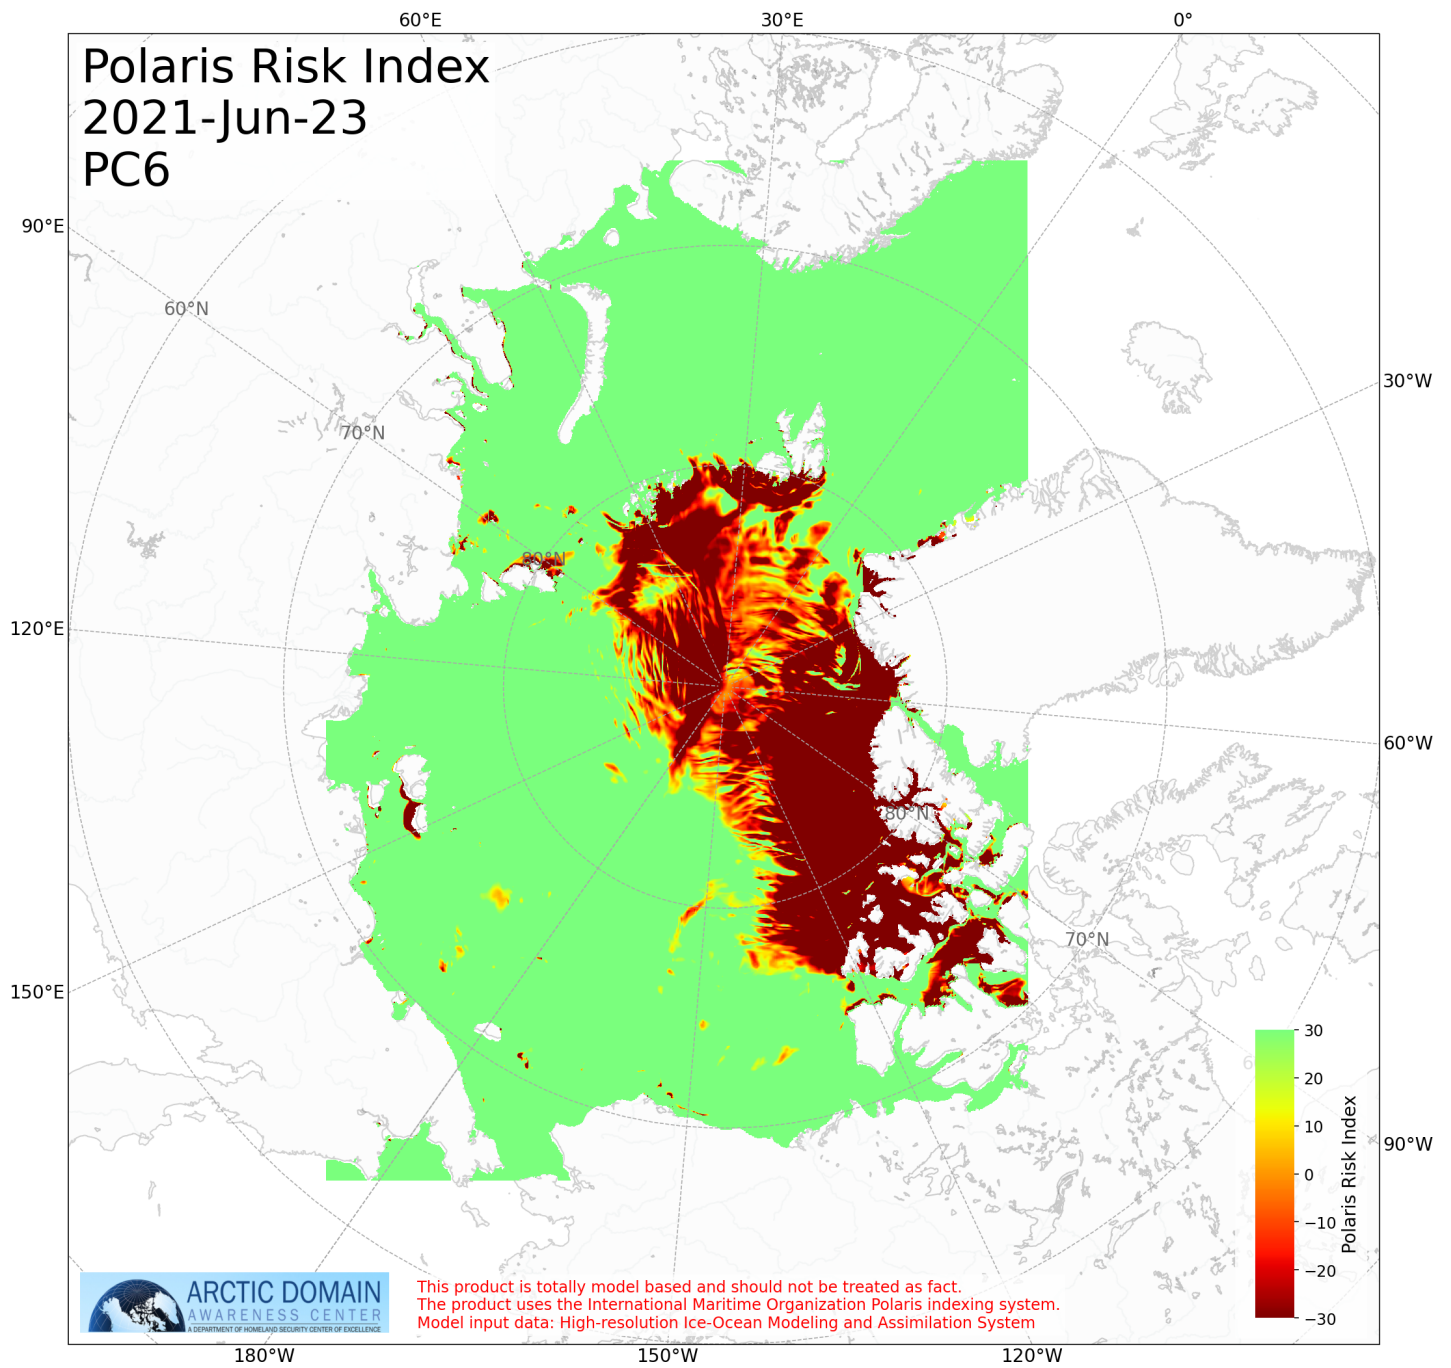 60°E 30°E 0°
Polaris Risk Index
2021-Jun-23
PC6
90°E
60°N
30°W
70°N
80°N
120°E
60°W
80°N
70°N
150°E
30
20
10
0
−10
−20
−30
Polaris Risk Index
90°W
ARCTIC DOMAIN
AWARENESS CENTER
A DEPARTMENT OF HOMELAND SECURITY CENTER OF EXCELLENCE
This product is totally model based and should not be treated as fact.
The product uses the International Maritime Organization Polaris indexing system.
Model input data: High-resolution Ice-Ocean Modeling and Assimilation System
180°W 150°W 120°W